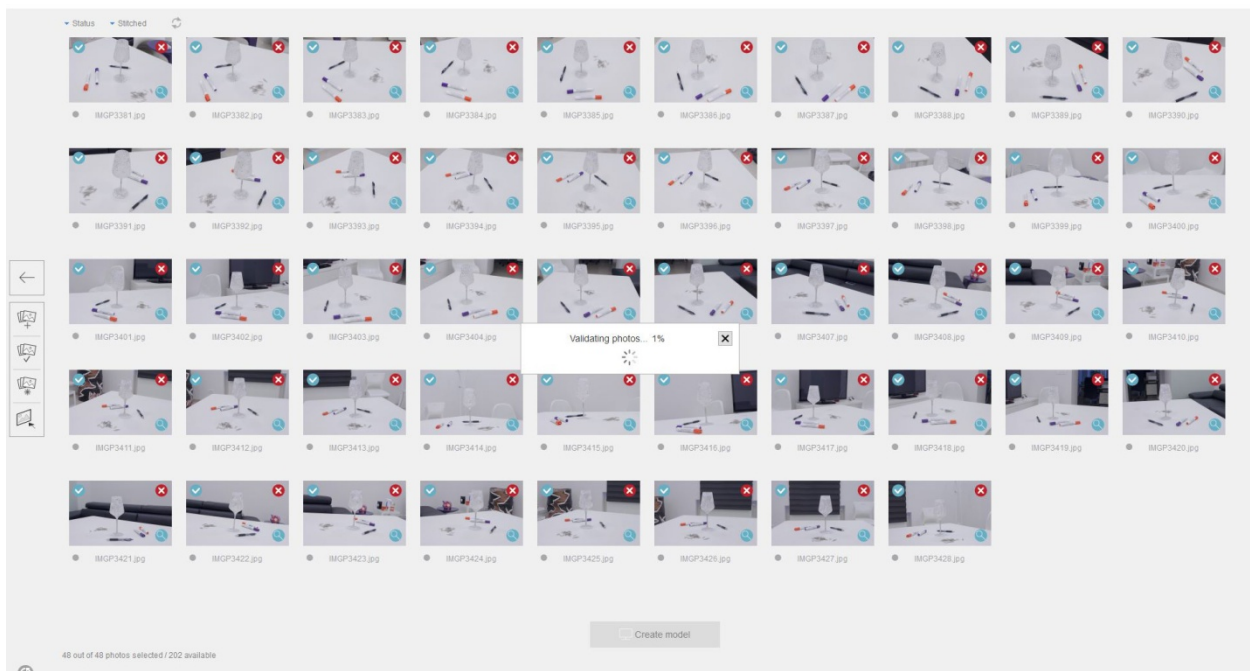 Status Stitched
IMGP3381.jpg IMGP3382.jpg IMGP3383.jpg IMGP3384.jpg IMGP3385.jpg IMGP3386.jpg IMGP3387.jpg IMGP3388.jpg IMGP3389.jpg IMGP3390.jpg
IMGP3391.jpg IMGP3392.jpg IMGP3393.jpg IMGP3394.jpg IMGP3395.jpg IMGP3396.jpg IMGP3397.jpg IMGP3398.jpg IMGP3399.jpg IMGP3400.jpg
IMGP3401.jpg IMGP3402.jpg IMGP3403.jpg IMGP3404.jpg IMGP3407.jpg IMGP3408.jpg IMGP3409.jpg IMGP3410.jpg
Validating photos... 1%
IMGP3411.jpg IMGP3412.jpg IMGP3413.jpg IMGP3414.jpg IMGP3415.jpg IMGP3416.jpg IMGP3417.jpg IMGP3418.jpg IMGP3419.jpg IMGP3420.jpg
IMGP3421.jpg IMGP3422.jpg IMGP3423.jpg IMGP3424.jpg IMGP3425.jpg IMGP3426.jpg IMGP3427.jpg IMGP3428.jpg
Create model
48 out of 48 photos selected / 202 available